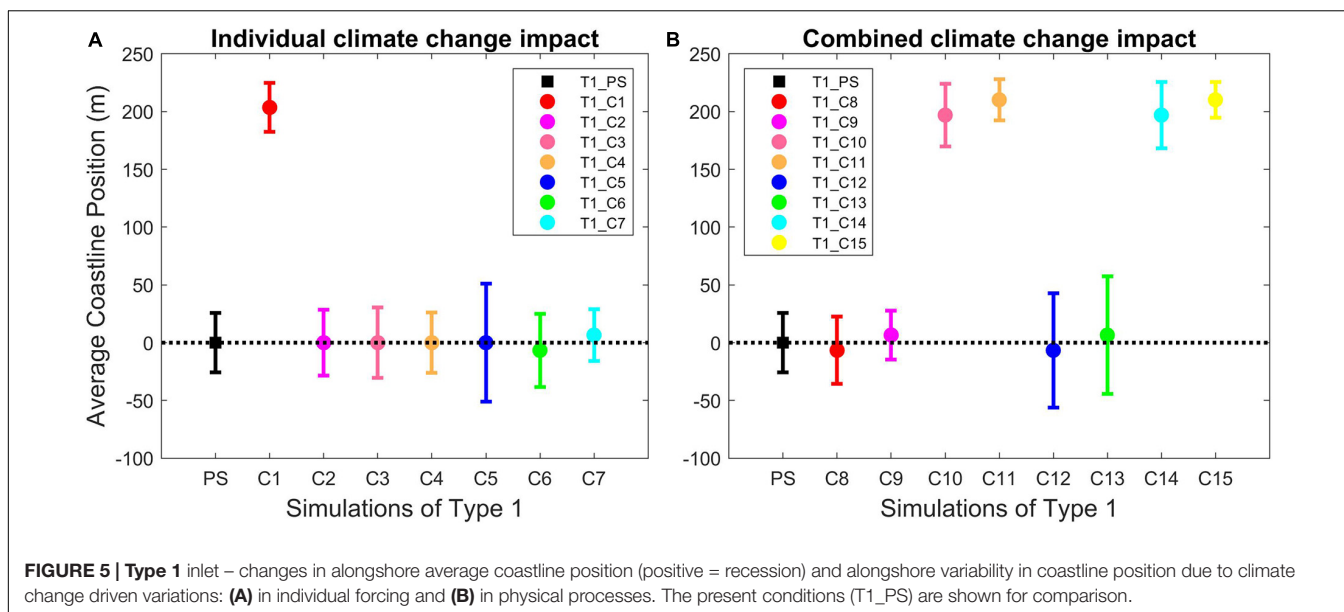 A Individual climate change impact
250
200
150
100
50
0
-50
-100
Average Coastline Position (m)
T1_PS
T1_C1
T1_C2
T1_C3
T1_C4
T1_C5
T1_C6
T1_C7
PS C1 C2 C3 C4 C5 C6 C7
Simulations of Type 1
B Combined climate change impact
250
200
150
100
50
0
-50
-100
T1_PS
T1_C8
T1_C9
T1_C10
T1_C11
T1_C12
T1_C13
T1_C14
T1_C15
PS C8 C9 C10 C11 C12 C13 C14 C15
Simulations of Type 1
FIGURE 5 | Type 1 inlet – changes in alongshore average coastline position (positive = recession) and alongshore variability in coastline position due to climate
change driven variations: (A) in individual forcing and (B) in physical processes. The present conditions (T1_PS) are shown for comparison.